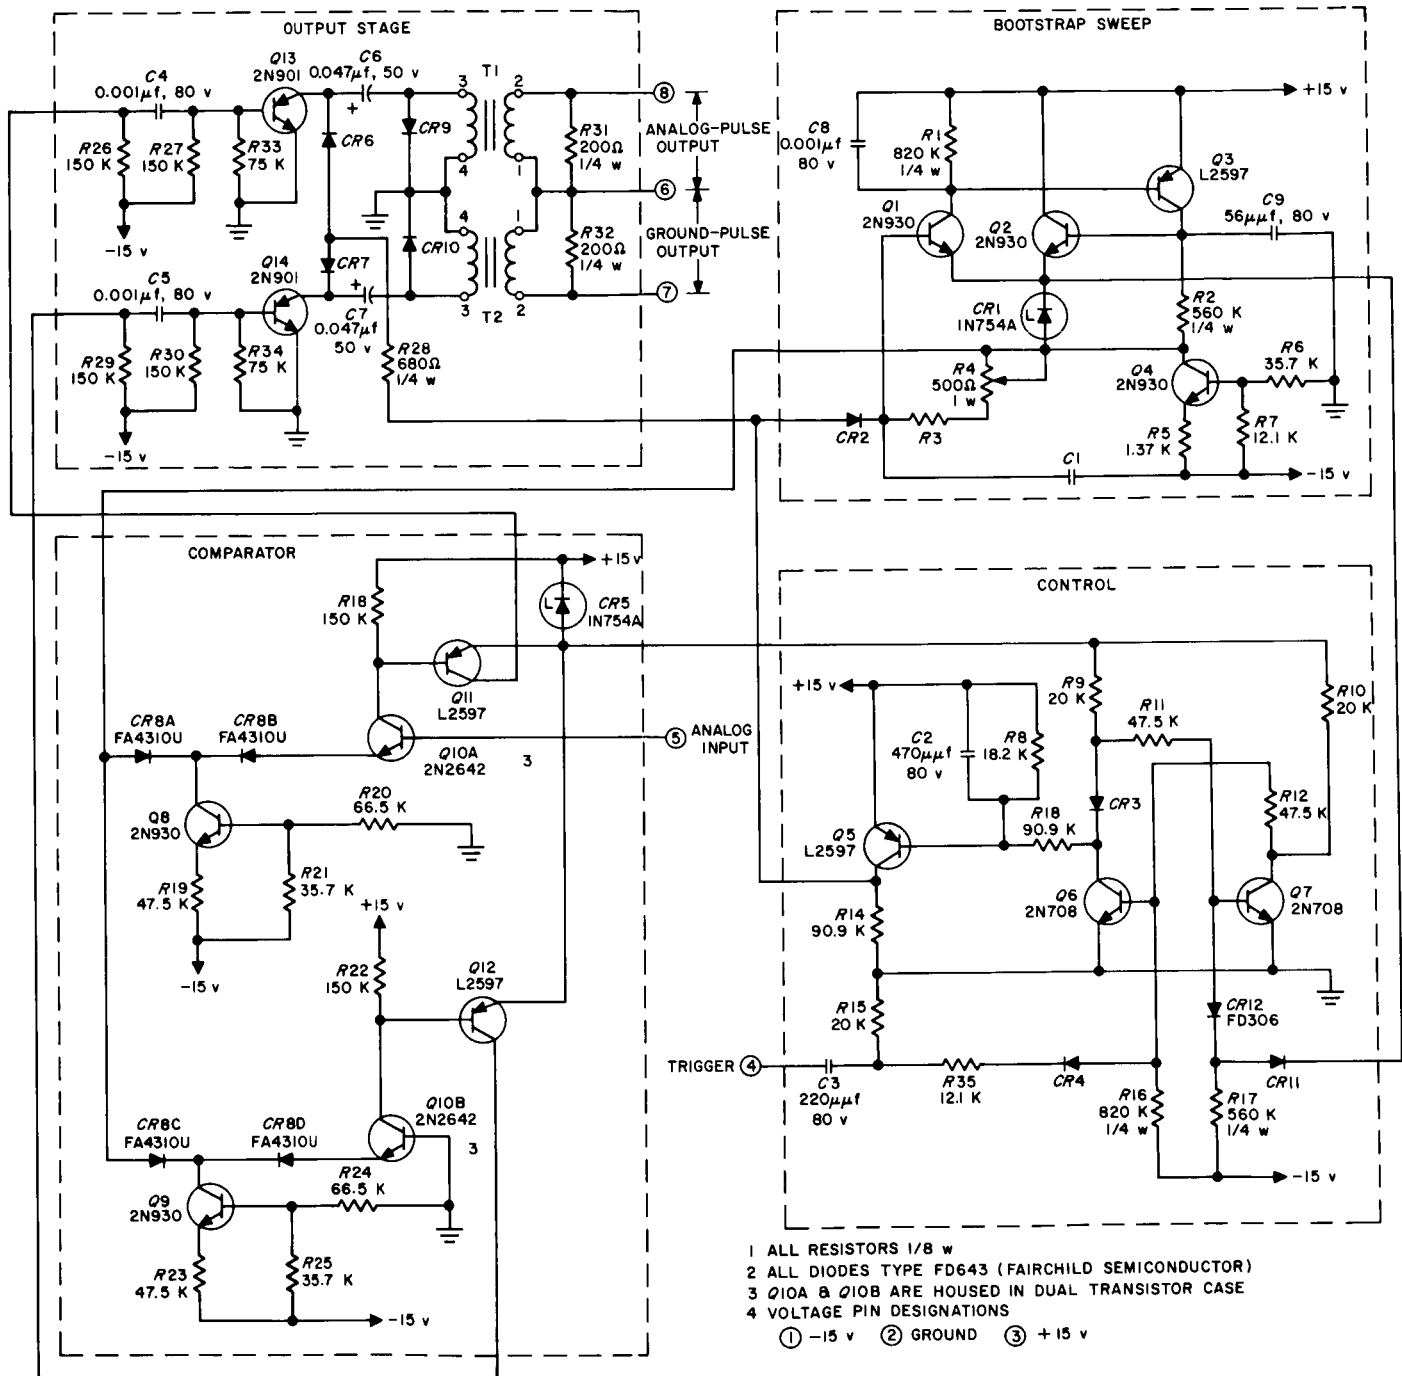 OUTPUT STAGE
Q13
2N901
C6
0.047μf, 50 v
C4
0.001μf, 80 v
+
T1
3
2
8
R26
150 K
R27
150 K
R33
75 K
CR6
CR9
R31
200Ω
1/4 w
ANALOG-PULSE
OUTPUT
4
1
6
-15 v
4
1
Q14
2N901
CR7
CR10
R32
200Ω
1/4 w
GROUND-PULSE
OUTPUT
C5
0.001μf, 80 v
+
C7
0.047μf
50 v
3
2
T2
7
R29
150 K
R30
150 K
R34
75 K
R28
680Ω
1/4 w
-15 v
BOOTSTRAP SWEEP
+15 v
C8
0.001μf
80 v
R1
820 K
1/4 w
Q3
L2597
Q1
2N930
Q2
2N930
C9
56μμf, 80 v
CR1
1N754A
L
R2
560 K
1/4 w
R4
500Ω
1 w
Q4
2N930
R6
35.7 K
CR2
R3
R5
1.37 K
R7
12.1 K
C1
-15 v
COMPARATOR
+15 v
R18
150 K
L
CR5
1N754A
Q11
L2597
CR8A
FA4310U
CR8B
FA4310U
Q10A
2N2642
3
5
ANALOG
INPUT
R20
66.5 K
Q8
2N930
R19
47.5 K
R21
35.7 K
-15 v
+15 v
R22
150 K
Q12
L2597
Q10B
2N2642
3
CR8C
FA4310U
CR8D
FA4310U
R24
66.5 K
Q9
2N930
R23
47.5 K
R25
35.7 K
-15 v
CONTROL
+15 v
R9
20 K
R11
47.5 K
R10
20 K
C2
470μμf
80 v
R8
18.2 K
CR3
R12
47.5 K
Q5
L2597
R18
90.9 K
Q6
2N708
Q7
2N708
R14
90.9 K
R15
20 K
CR12
FD306
TRIGGER
4
C3
220μμf
80 v
R35
12.1 K
CR4
CR11
R16
820 K
1/4 w
R17
560 K
1/4 w
-15 v
1 ALL RESISTORS 1/8 w
2 ALL DIODES TYPE FD643 (FAIRCHILD SEMICONDUCTOR)
3 Q10A & Q10B ARE HOUSED IN DUAL TRANSISTOR CASE
4 VOLTAGE PIN DESIGNATIONS
1 -15 v 2 GROUND 3 +15 v